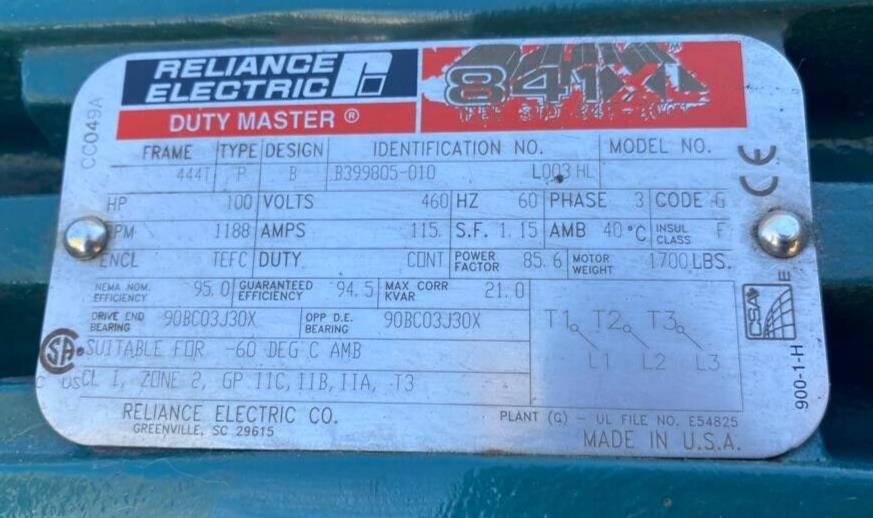 RELIANCE ELECTRIC
841XL
DUTY MASTER ®
CC049A
FRAME 444T TYPE P DESIGN B IDENTIFICATION NO. B399805-010 L003 HL MODEL NO.
HP 100 VOLTS 460 HZ 60 PHASE 3 CODE G
RPM 1188 AMPS 115. S.F. 1.15 AMB 40 °C INSUL CLASS F
ENCL TEFC DUTY CONT POWER FACTOR 85.6 MOTOR WEIGHT 1700 LBS.
NEMA NOM. EFFICIENCY 95.0 GUARANTEED EFFICIENCY 94.5 MAX CORR KVAR 21.0
DRIVE END BEARING 90BC03J30X OPP D.E. BEARING 90BC03J30X
T1 T2 T3
L1 L2 L3
SUITABLE FOR -60 DEG C AMB
CL I, ZONE 2, GP IIC, IIB, IIA, T3
RELIANCE ELECTRIC CO.
GREENVILLE, SC 29615
PLANT (G) - UL FILE NO. E54825
MADE IN U.S.A.
CE
CSA
E
900-1-H
SA
C US